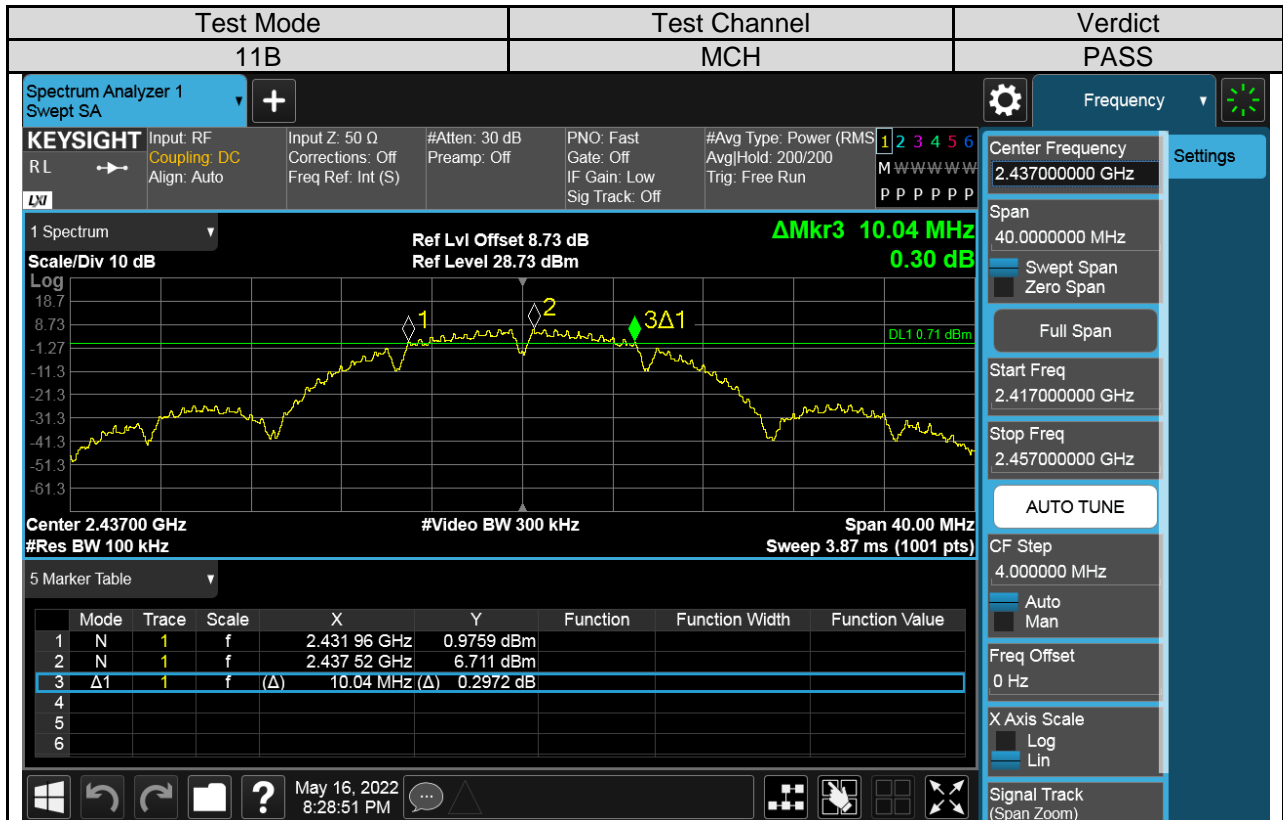 Test Mode Test Channel Verdict
11B MCH PASS
Spectrum Analyzer 1
Swept SA
+
Frequency
KEYSIGHT
RL
LXI
Input: RF
Coupling: DC
Align: Auto
Input Z: 50 Ω
Corrections: Off
Freq Ref: Int (S)
#Atten: 30 dB
Preamp: Off
PNO: Fast
Gate: Off
IF Gain: Low
Sig Track: Off
#Avg Type: Power (RMS
Avg|Hold: 200/200
Trig: Free Run
1 2 3 4 5 6
M W W W W W
P P P P P P
1 Spectrum
Scale/Div 10 dB
Ref Lvl Offset 8.73 dB
Ref Level 28.73 dBm
ΔMkr3 10.04 MHz
0.30 dB
Log
18.7
8.73
-1.27
-11.3
-21.3
-31.3
-41.3
-51.3
-61.3
1
2
3Δ1
DL1 0.71 dBm
Center 2.43700 GHz
#Res BW 100 kHz
#Video BW 300 kHz
Span 40.00 MHz
Sweep 3.87 ms (1001 pts)
5 Marker Table
Mode Trace Scale X Y Function Function Width Function Value
1 N 1 f 2.431 96 GHz 0.9759 dBm
2 N 1 f 2.437 52 GHz 6.711 dBm
3 Δ1 1 f (Δ) 10.04 MHz (Δ) 0.2972 dB
4
5
6
?
May 16, 2022
8:28:51 PM
Center Frequency
2.437000000 GHz
Settings
Span
40.0000000 MHz
Swept Span
Zero Span
Full Span
Start Freq
2.417000000 GHz
Stop Freq
2.457000000 GHz
AUTO TUNE
CF Step
4.000000 MHz
Auto
Man
Freq Offset
0 Hz
X Axis Scale
Log
Lin
Signal Track
(Span Zoom)